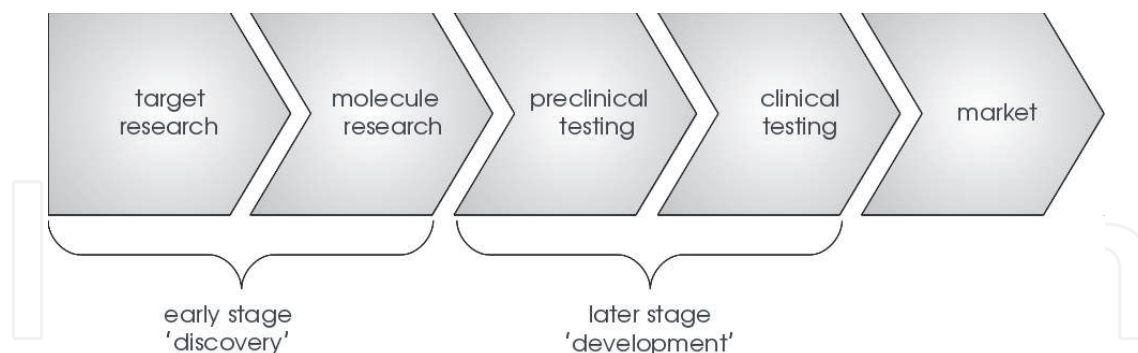 target
research
molecule
research
preclinical
testing
clinical
testing
market
early stage
'discovery'
later stage
'development'